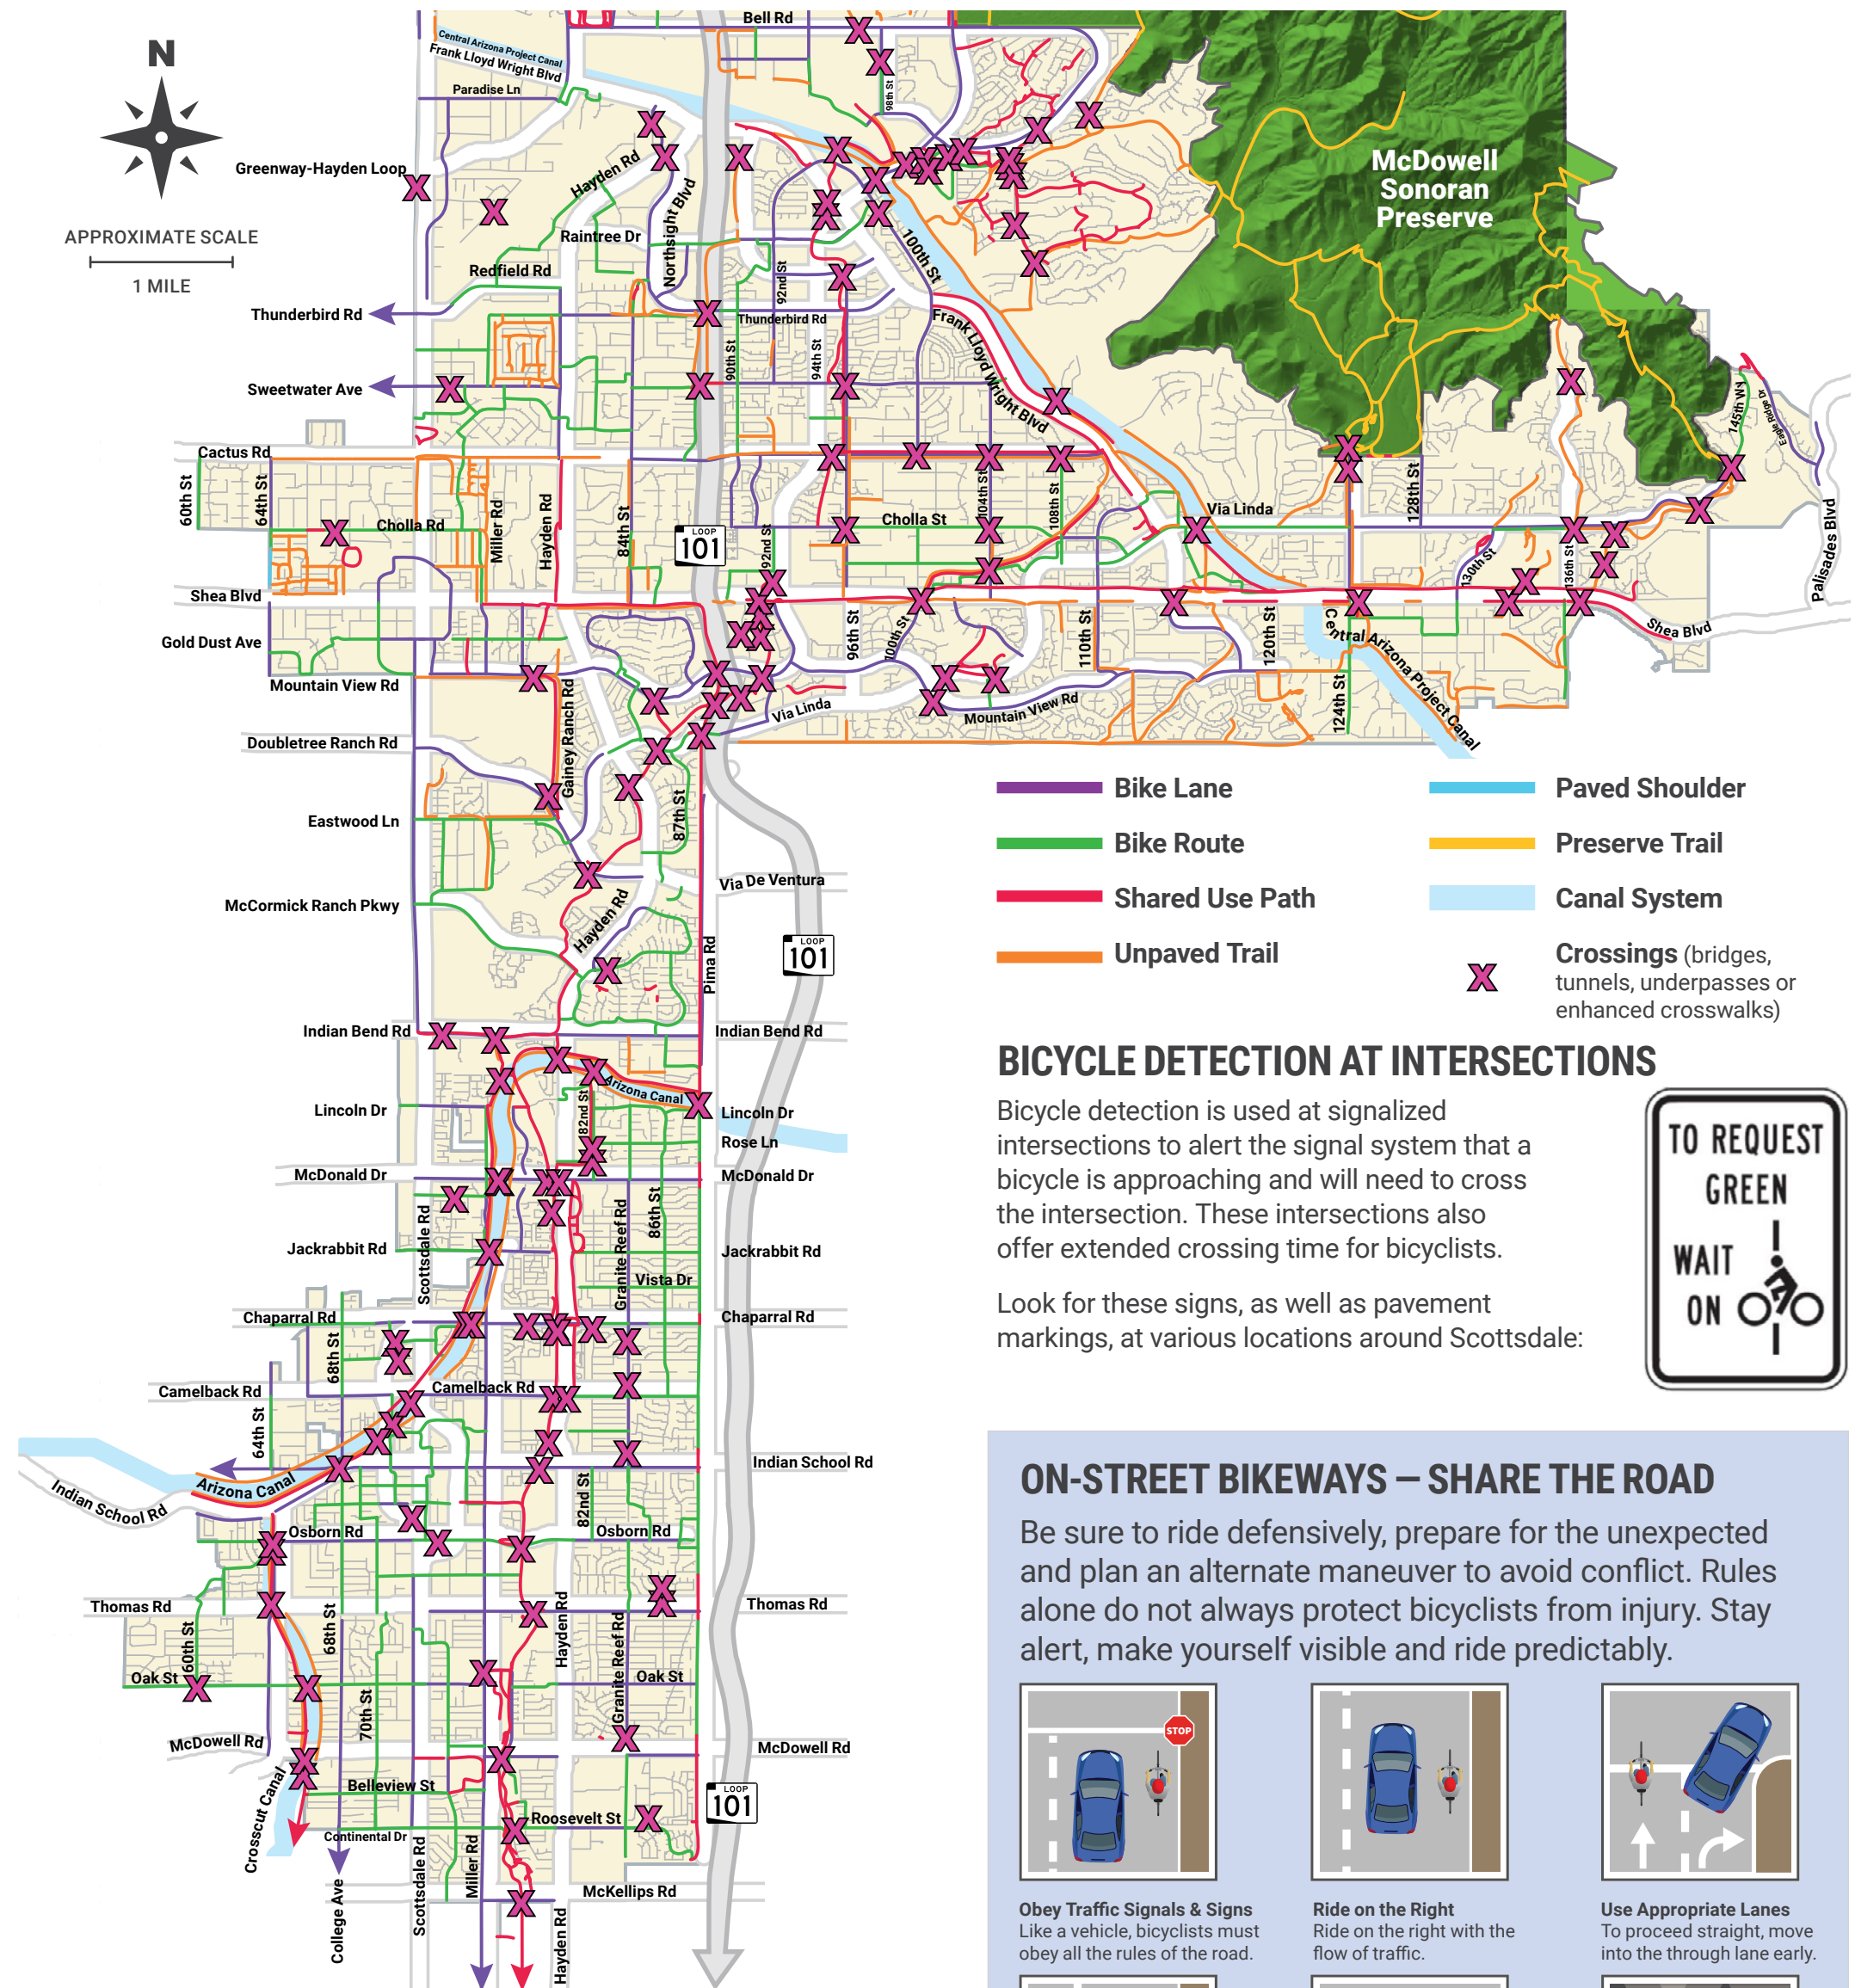 Bell Rd
Central Arizona Project Canal
Frank Lloyd Wright Blvd
Paradise Ln
98th St
N
Greenway-Hayden Loop
Hayden Rd
Northsight Blvd
McDowell
Sonoran
Preserve
APPROXIMATE SCALE
1 MILE
Raintree Dr
100th St
Redfield Rd
92nd St
Thunderbird Rd
Thunderbird Rd
Frank Lloyd Wright Blvd
90th St
94th St
Sweetwater Ave
145th Wy
Eagle Ridge Dr
Cactus Rd
60th St
64th St
Cholla Rd
Miller Rd
Hayden Rd
84th St
LOOP
101
92nd St
Cholla St
104th St
108th St
Via Linda
128th St
130th St
136th St
Palisades Blvd
Shea Blvd
Shea Blvd
Gold Dust Ave
96th St
100th St
110th St
120th St
Central Arizona Project Canal
Mountain View Rd
Gainey Ranch Rd
Via Linda
Mountain View Rd
124th St
Doubletree Ranch Rd
87th St
Eastwood Ln
Via De Ventura
McCormick Ranch Pkwy
Hayden Rd
LOOP
101
Pima Rd
Indian Bend Rd
Indian Bend Rd
Arizona Canal
Lincoln Dr
82nd St
Lincoln Dr
Rose Ln
McDonald Dr
McDonald Dr
Scottsdale Rd
Granite Reef Rd
86th St
Jackrabbit Rd
Jackrabbit Rd
Vista Dr
Chaparral Rd
Chaparral Rd
68th St
Camelback Rd
Camelback Rd
64th St
Indian School Rd
Arizona Canal
Indian School Rd
82nd St
Osborn Rd
Osborn Rd
Thomas Rd
Thomas Rd
60th St
68th St
Hayden Rd
Granite Reef Rd
Oak St
Oak St
70th St
McDowell Rd
McDowell Rd
Crosscut Canal
Belleview St
LOOP
101
Roosevelt St
Continental Dr
College Ave
Scottsdale Rd
Miller Rd
McKellips Rd
Hayden Rd
Bike Lane
Bike Route
Shared Use Path
Unpaved Trail
Paved Shoulder
Preserve Trail
Canal System
Crossings (bridges,
tunnels, underpasses or
enhanced crosswalks)
BICYCLE DETECTION AT INTERSECTIONS
Bicycle detection is used at signalized
intersections to alert the signal system that a
bicycle is approaching and will need to cross
the intersection. These intersections also
offer extended crossing time for bicyclists.
Look for these signs, as well as pavement
markings, at various locations around Scottsdale:
TO REQUEST
GREEN
WAIT
ON
ON-STREET BIKEWAYS – SHARE THE ROAD
Be sure to ride defensively, prepare for the unexpected
and plan an alternate maneuver to avoid conflict. Rules
alone do not always protect bicyclists from injury. Stay
alert, make yourself visible and ride predictably.
STOP
Obey Traffic Signals & Signs
Like a vehicle, bicyclists must
obey all the rules of the road.
Ride on the Right
Ride on the right with the
flow of traffic.
Use Appropriate Lanes
To proceed straight, move
into the through lane early.